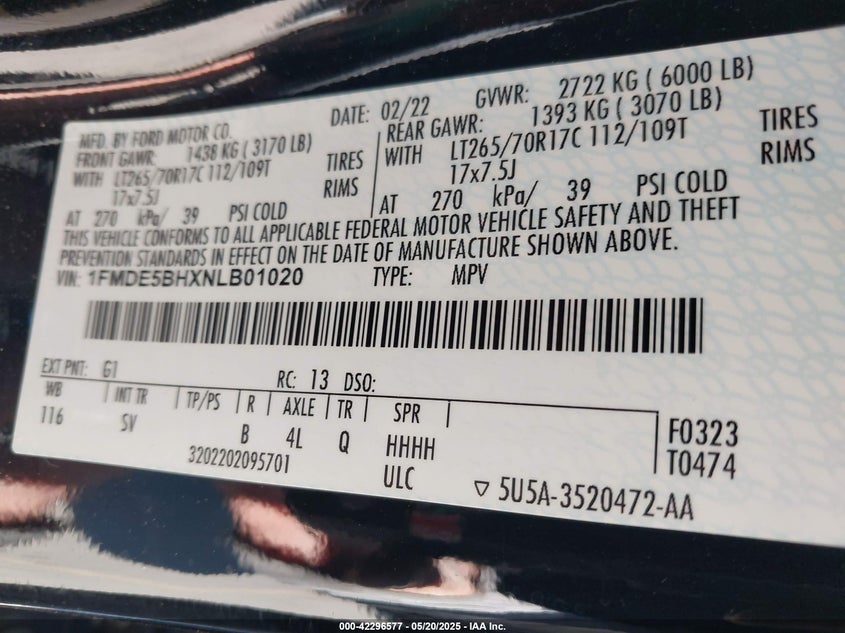 MFD. BY FORD MOTOR CO.
DATE: 02/22 GVWR: 2722 KG ( 6000 LB)
FRONT GAWR: 1438 KG ( 3170 LB)
WITH LT265/70R17C 112/109T TIRES
17x7.5J RIMS
AT 270 kPa/ 39 PSI COLD
REAR GAWR: 1393 KG ( 3070 LB)
WITH LT265/70R17C 112/109T TIRES
17x7.5J RIMS
AT 270 kPa/ 39 PSI COLD
THIS VEHICLE CONFORMS TO ALL APPLICABLE FEDERAL MOTOR VEHICLE SAFETY AND THEFT
PREVENTION STANDARDS IN EFFECT ON THE DATE OF MANUFACTURE SHOWN ABOVE.
VIN: 1FMDE5BHXNLB01020 TYPE: MPV
EXT PNT: G1 RC: 13 DSO:
WB INT TR TP/PS R AXLE TR SPR
116 SV B 4L Q HHHH
3202202095701 ULC
F0323
T0474
▽ 5U5A-3520472-AA
000-42296577 - 05/20/2025 - IAA Inc.